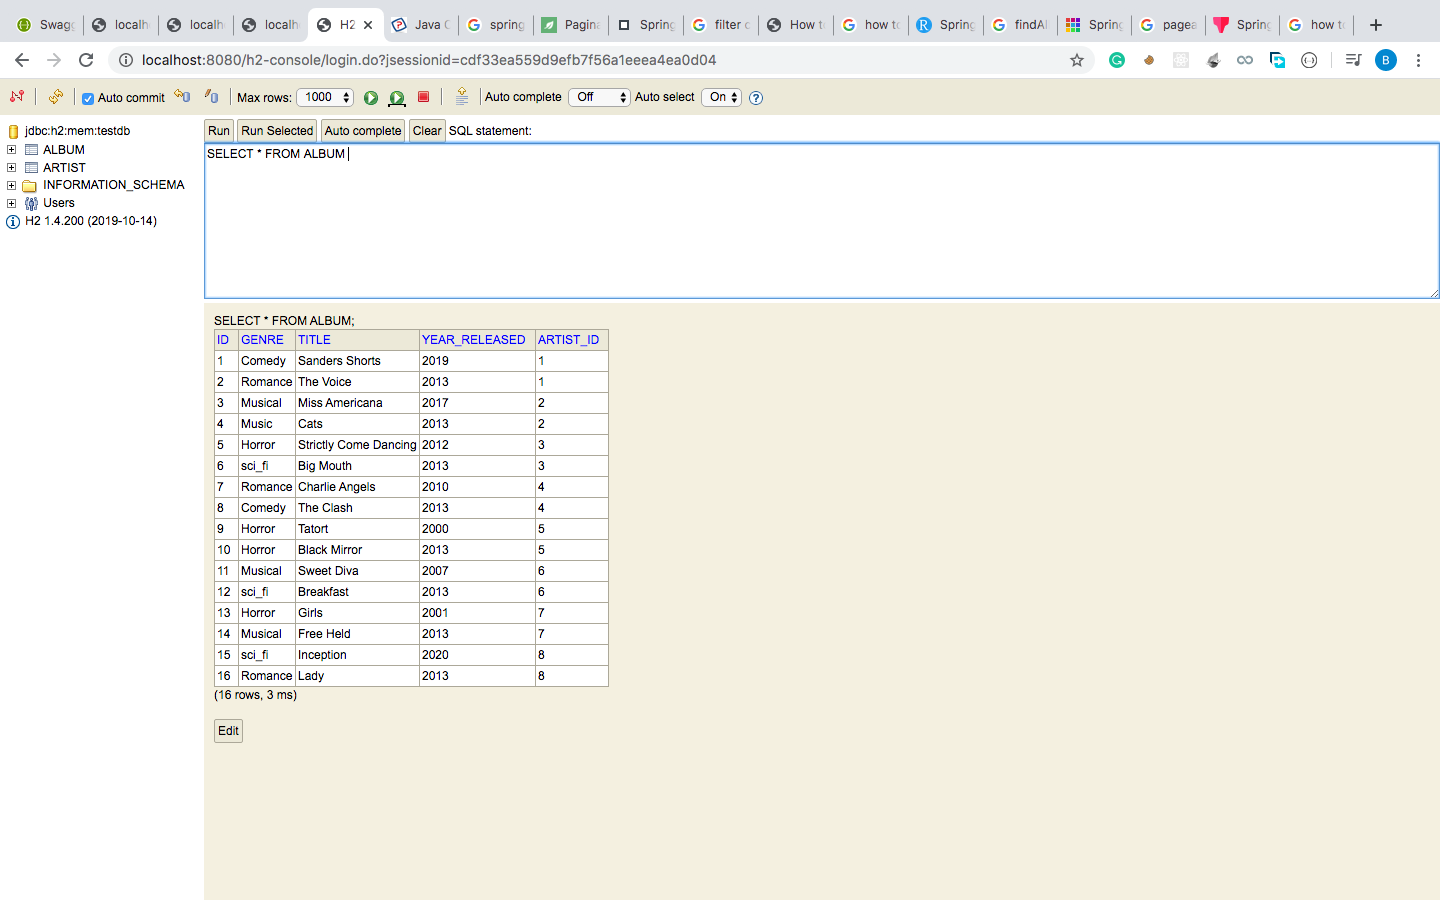 Swagg
localho
localho
localho
H2
Java C
spring
Pagina
Spring
filter c
How to
how to
Spring
findAl
Spring
pagea
Spring
how to
localhost:8080/h2-console/login.do?jsessionid=cdf33ea559d9efb7f56a1eeea4ea0d04
B
Auto commit Max rows: 1000 Auto complete Off Auto select On
jdbc:h2:mem:testdb
ALBUM
ARTIST
INFORMATION_SCHEMA
Users
H2 1.4.200 (2019-10-14)
Run Run Selected Auto complete Clear SQL statement:
SELECT * FROM ALBUM
SELECT * FROM ALBUM;
ID GENRE TITLE YEAR_RELEASED ARTIST_ID
1 Comedy Sanders Shorts 2019 1
2 Romance The Voice 2013 1
3 Musical Miss Americana 2017 2
4 Music Cats 2013 2
5 Horror Strictly Come Dancing 2012 3
6 sci_fi Big Mouth 2013 3
7 Romance Charlie Angels 2010 4
8 Comedy The Clash 2013 4
9 Horror Tatort 2000 5
10 Horror Black Mirror 2013 5
11 Musical Sweet Diva 2007 6
12 sci_fi Breakfast 2013 6
13 Horror Girls 2001 7
14 Musical Free Held 2013 7
15 sci_fi Inception 2020 8
16 Romance Lady 2013 8
(16 rows, 3 ms)
Edit